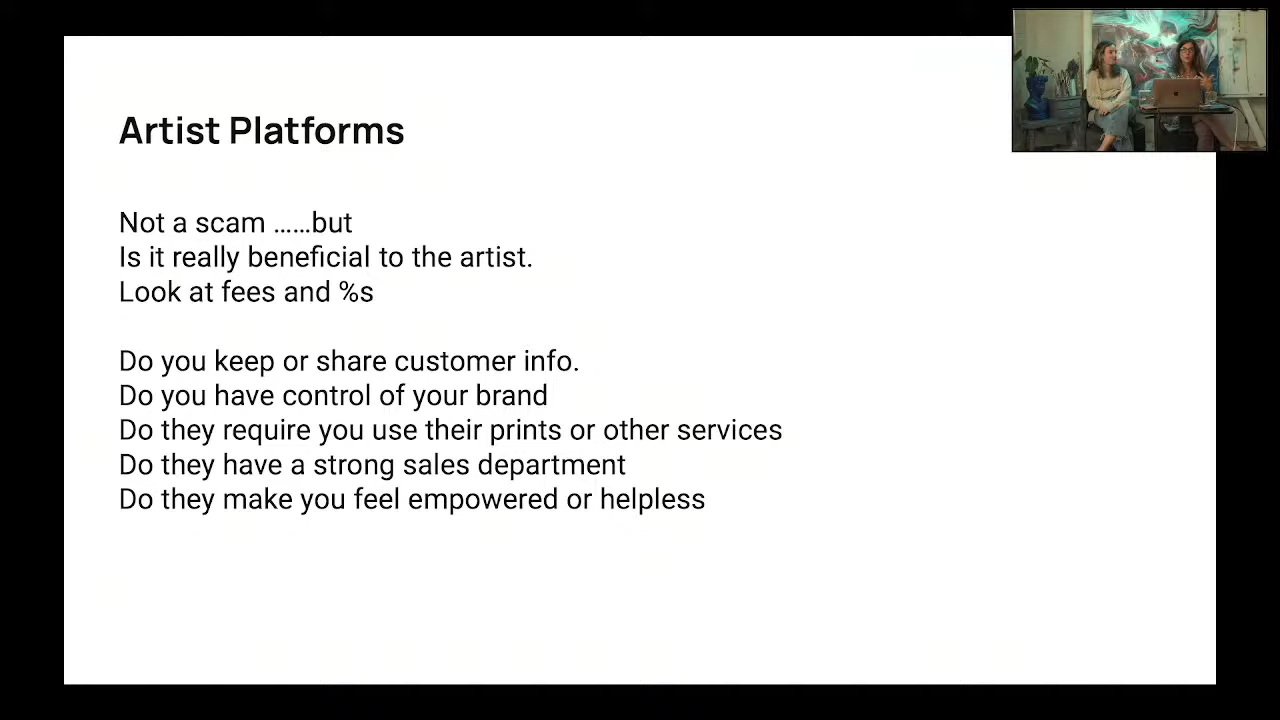 Artist Platforms
Not a scam ......but
Is it really beneficial to the artist.
Look at fees and %s
Do you keep or share customer info.
Do you have control of your brand
Do they require you use their prints or other services
Do they have a strong sales department
Do they make you feel empowered or helpless